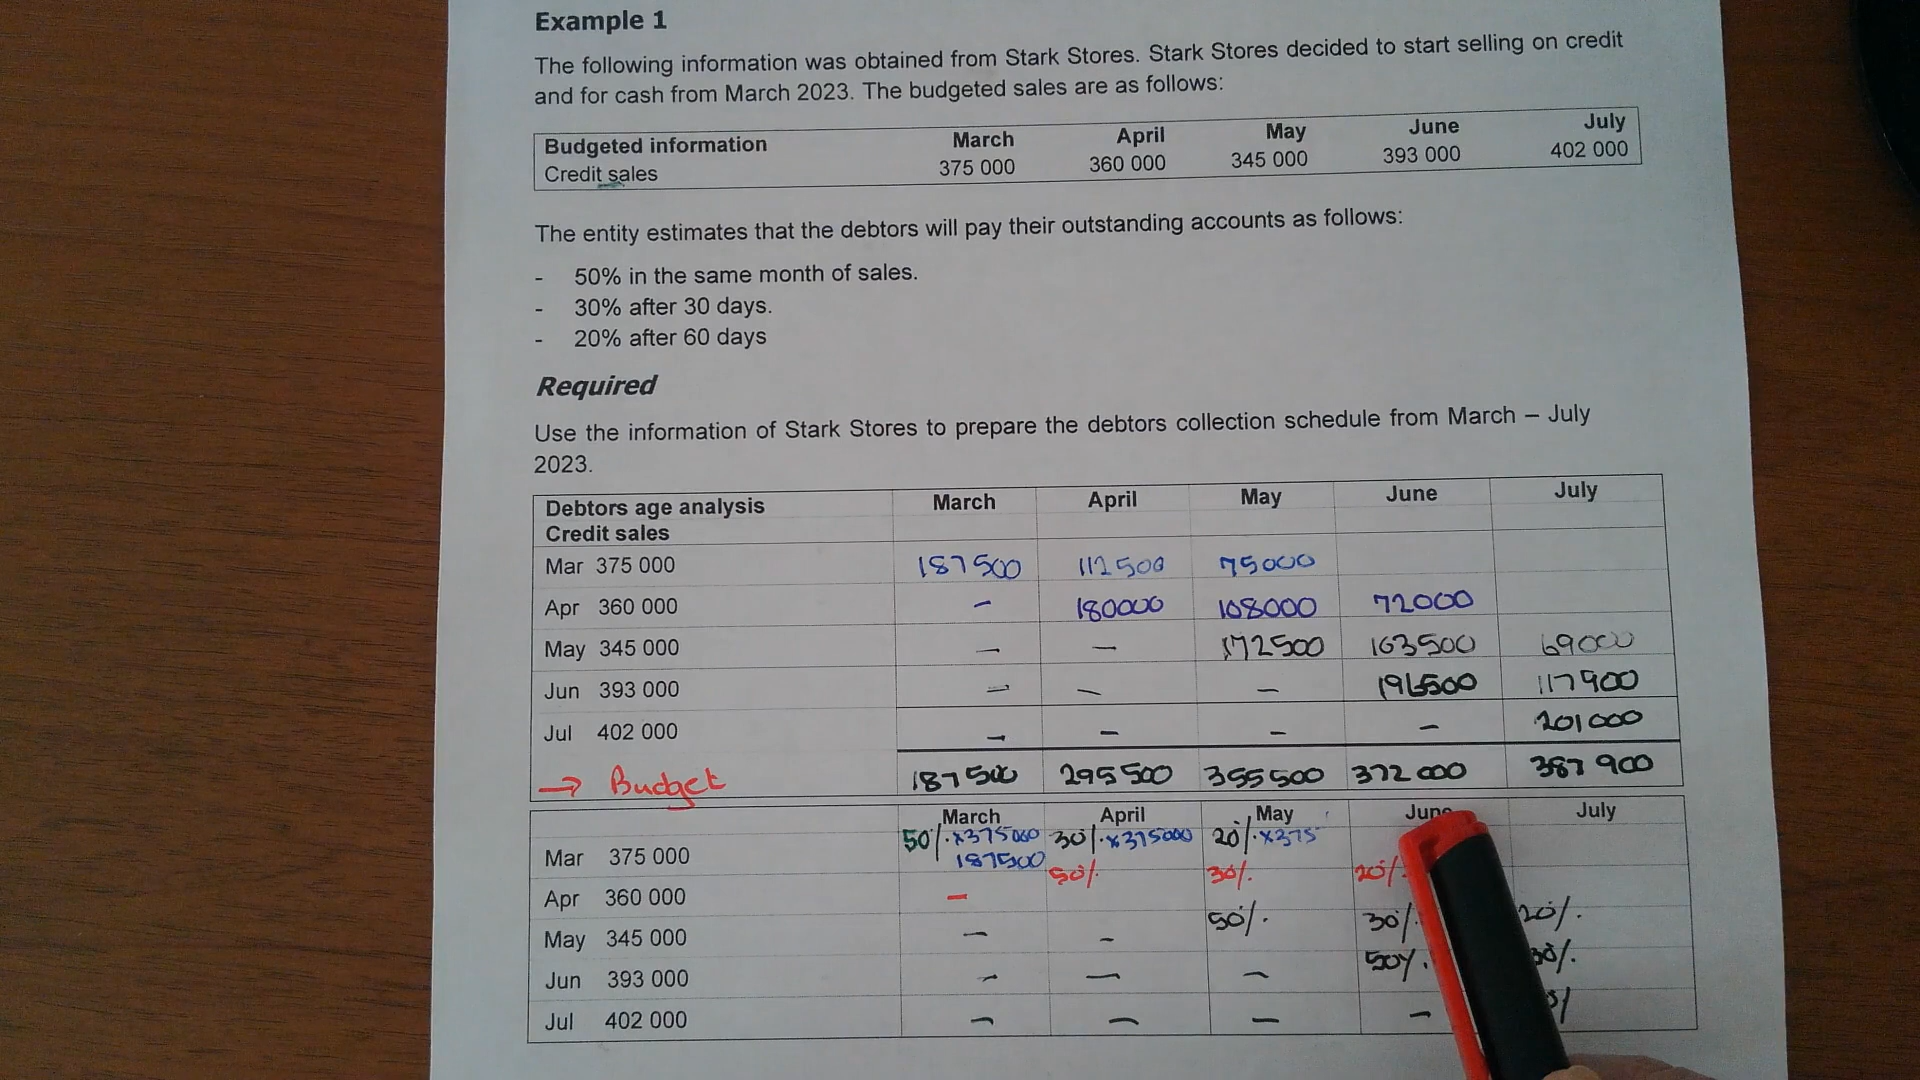 Example 1
The following information was obtained from Stark Stores. Stark Stores decided to start selling on credit
and for cash from March 2023. The budgeted sales are as follows:
Budgeted information March April May June July
Credit sales 375 000 360 000 345 000 393 000 402 000
The entity estimates that the debtors will pay their outstanding accounts as follows:
- 50% in the same month of sales.
- 30% after 30 days.
- 20% after 60 days
Required
Use the information of Stark Stores to prepare the debtors collection schedule from March – July
2023.
Debtors age analysis March April May June July
Credit sales
Mar 375 000 187500 112500 75000
Apr 360 000 - 180000 108000 72000
May 345 000 - - 172500 103500 69000
Jun 393 000 - - - 196500 117900
Jul 402 000 - - - - 201000
→ Budget 187500 295500 355500 372000 387900
March April May June July
Mar 375 000 50%×375000 30%×375000 20%×375
187500
Apr 360 000 - 50% 30% 20%
May 345 000 - - 50% 30% 20%
Jun 393 000 - - - 50%
Jul 402 000 - - - -